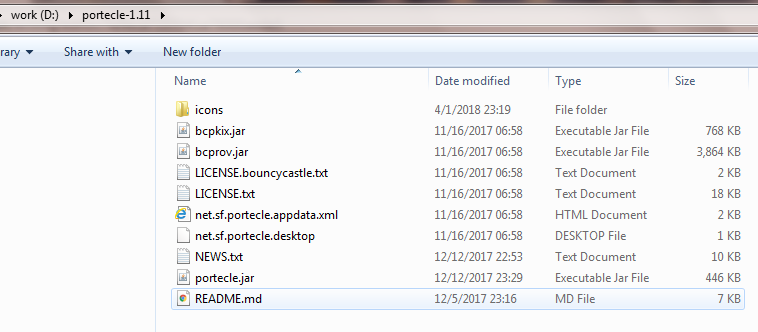 work (D:) ▸ portecle-1.11 ▸
rary ▼ Share with ▼ New folder
Name Date modified Type Size
icons 4/1/2018 23:19 File folder
bcpkix.jar 11/16/2017 06:58 Executable Jar File 768 KB
bcprov.jar 11/16/2017 06:58 Executable Jar File 3,864 KB
LICENSE.bouncycastle.txt 11/16/2017 06:58 Text Document 2 KB
LICENSE.txt 11/16/2017 06:58 Text Document 18 KB
net.sf.portecle.appdata.xml 11/16/2017 06:58 HTML Document 2 KB
net.sf.portecle.desktop 11/16/2017 06:58 DESKTOP File 1 KB
NEWS.txt 12/12/2017 22:53 Text Document 10 KB
portecle.jar 12/12/2017 23:29 Executable Jar File 446 KB
README.md 12/5/2017 23:16 MD File 7 KB